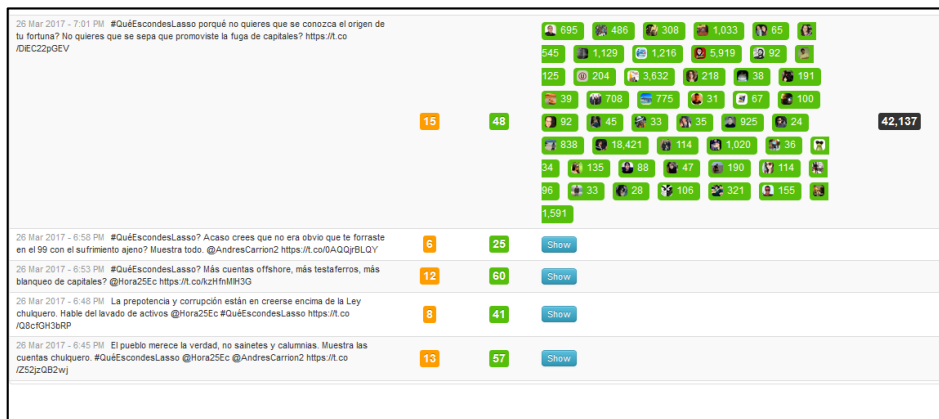 26 Mar 2017 - 7:01 PM #QuéEscondesLasso porqué no quieres que se conozca el origen de
tu fortuna? No quieres que se sepa que promoviste la fuga de capitales? https://t.co
/DiEC22pGEV
15 48
695 486 308 1,033 65
545 1,129 1,216 5,919 92
125 204 3,632 218 38 191
39 708 775 31 67 100
92 45 33 35 925 24
838 18,421 114 1,020 36
34 135 88 47 190 114
96 33 28 106 321 155
1,591
42,137
26 Mar 2017 - 6:58 PM #QuéEscondesLasso? Acaso crees que no era obvio que te forraste
en el 99 con el sufrimiento ajeno? Muestra todo. @AndresCarrion2 https://t.co/0AQQjrBLQY
6 25 Show
26 Mar 2017 - 6:53 PM #QuéEscondesLasso? Más cuentas offshore, más testaferros, más
blanqueo de capitales? @Hora25Ec https://t.co/kzHfnMlH3G
12 60 Show
26 Mar 2017 - 6:48 PM La prepotencia y corrupción están en creerse encima de la Ley
chulquero. Hable del lavado de activos @Hora25Ec #QuéEscondesLasso https://t.co
/Q8cfGH3bRP
8 41 Show
26 Mar 2017 - 6:45 PM El pueblo merece la verdad, no sainetes y calumnias. Muestra las
cuentas chulquero. #QuéEscondesLasso @Hora25Ec @AndresCarrion2 https://t.co
/Z52jzQB2wj
13 57 Show